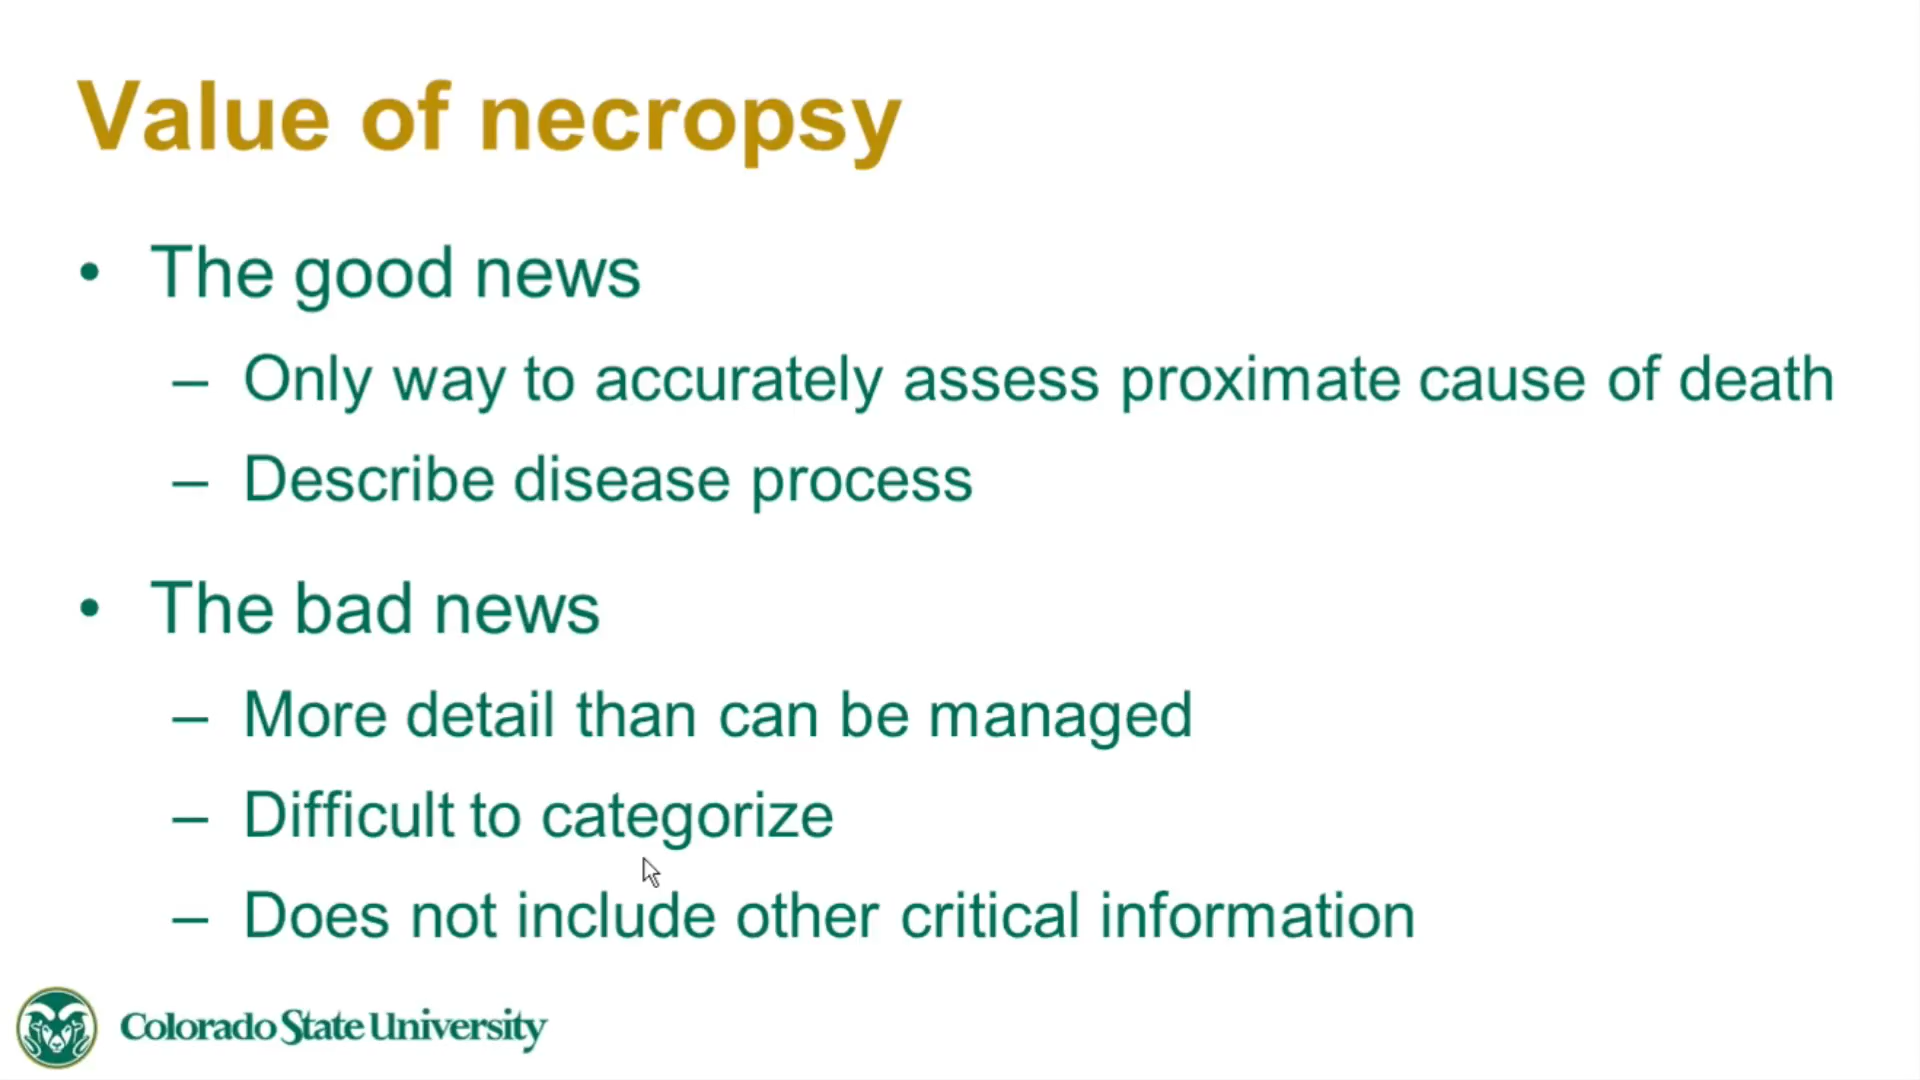 Value of necropsy
• The good news
– Only way to accurately assess proximate cause of death
– Describe disease process
• The bad news
– More detail than can be managed
– Difficult to categorize
– Does not include other critical information
Colorado State University